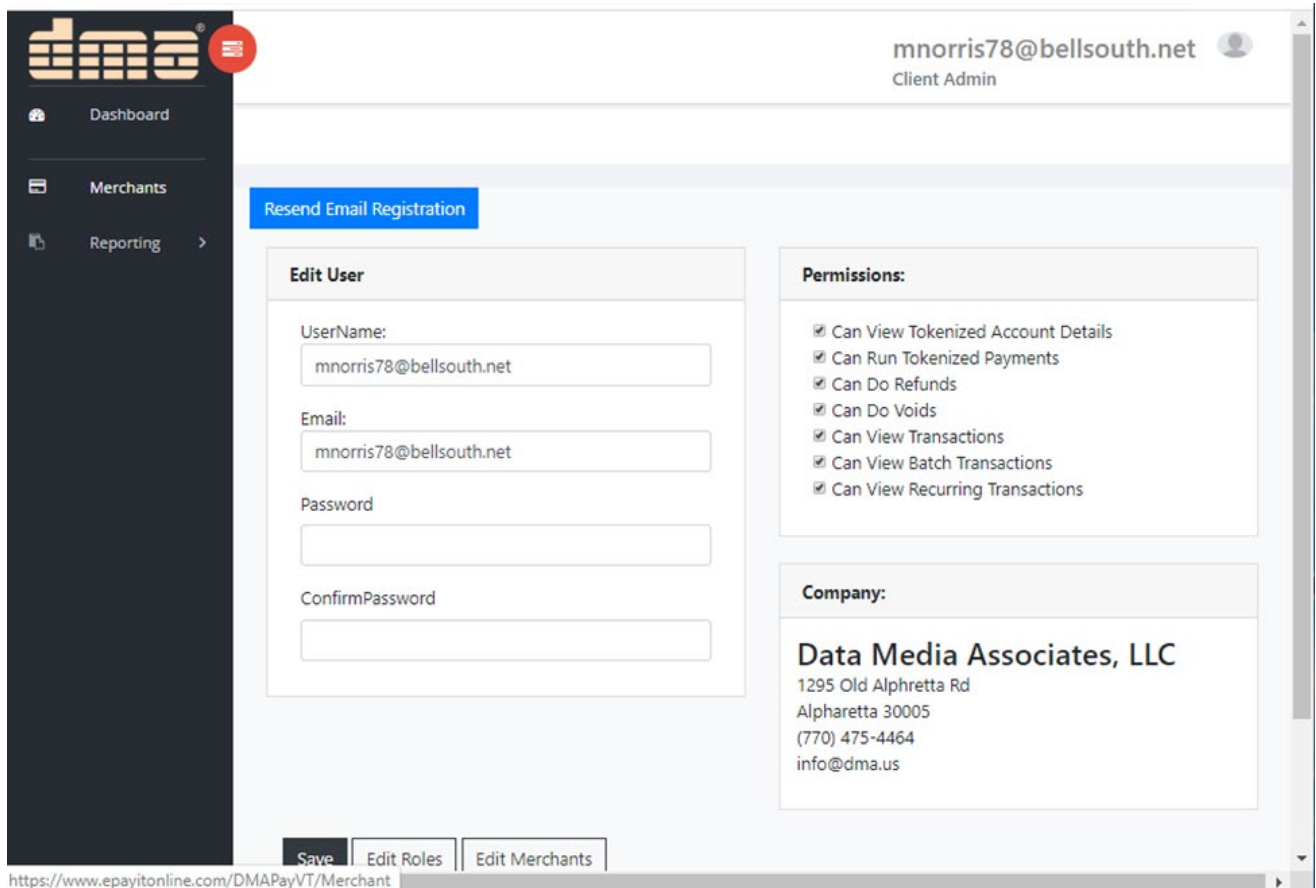 dma®
mnorris78@bellsouth.net
Client Admin
Dashboard
Merchants
Reporting
Resend Email Registration
Edit User
UserName:
mnorris78@bellsouth.net
Email:
mnorris78@bellsouth.net
Password
ConfirmPassword
Permissions:
Can View Tokenized Account Details
Can Run Tokenized Payments
Can Do Refunds
Can Do Voids
Can View Transactions
Can View Batch Transactions
Can View Recurring Transactions
Company:
Data Media Associates, LLC
1295 Old Alphretta Rd
Alpharetta 30005
(770) 475-4464
info@dma.us
Save Edit Roles Edit Merchants
https://www.epayitonline.com/DMAPayVT/Merchant